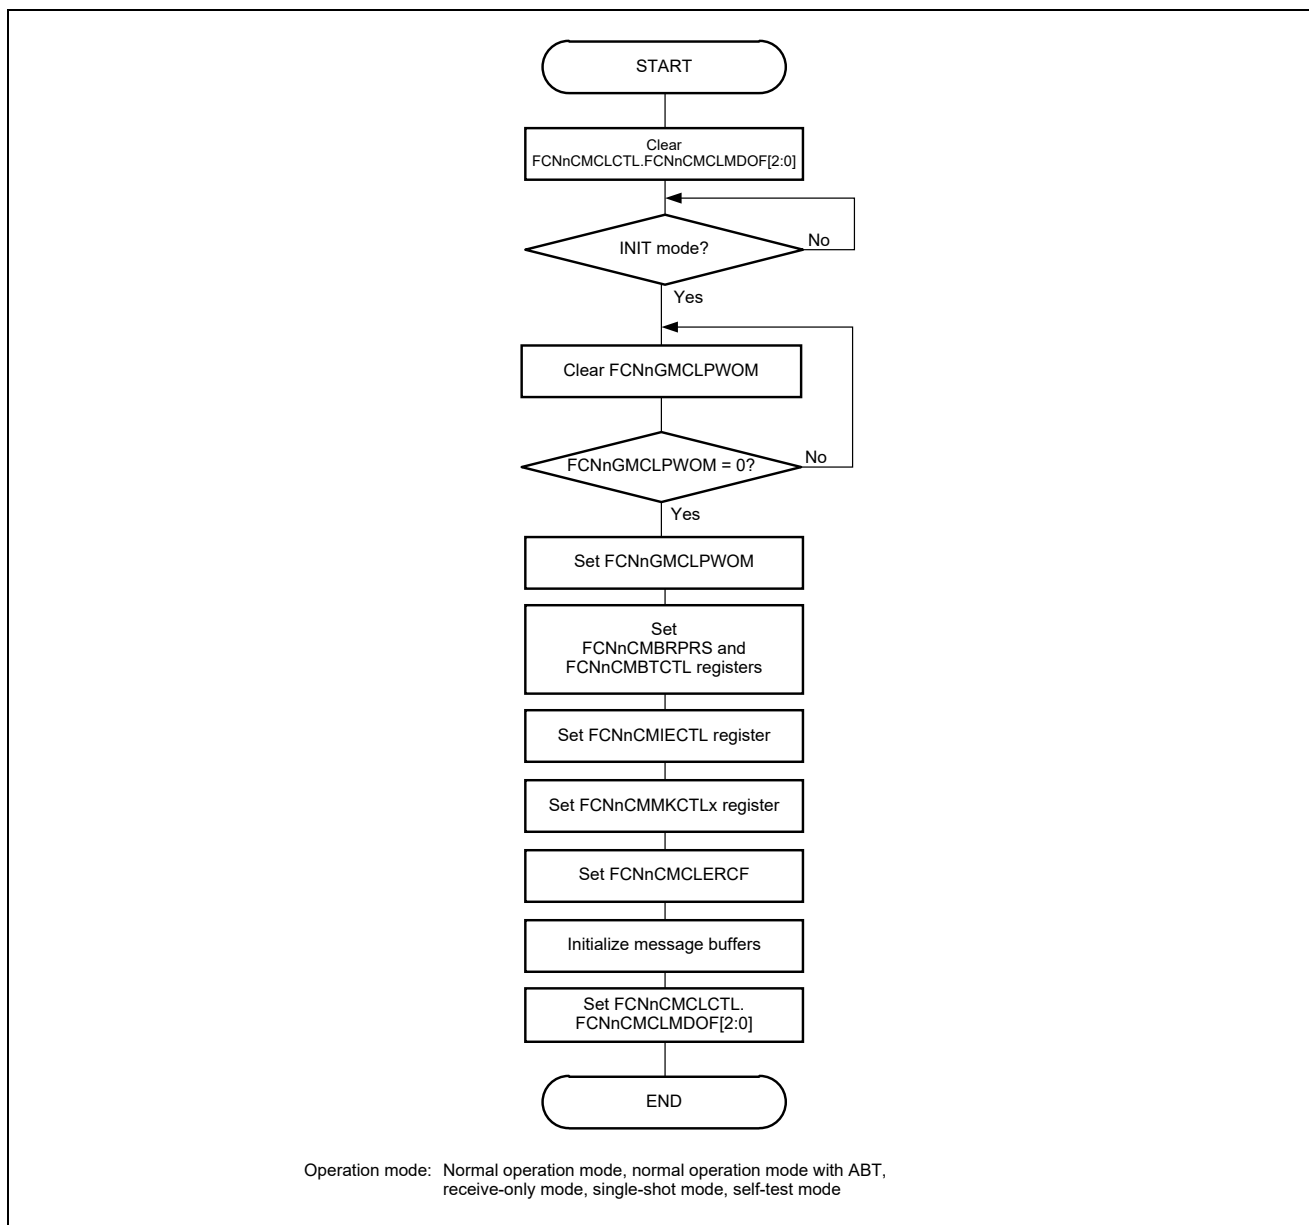 START
Clear
FCNnCMCLCTL.FCNnCMCLMDOF[2:0]
INIT mode?
No
Yes
Clear FCNnGMCLPWOM
FCNnGMCLPWOM = 0?
No
Yes
Set FCNnGMCLPWOM
Set
FCNnCMBRPRS and
FCNnCMBTCTL registers
Set FCNnCMIECTL register
Set FCNnCMMKCTLx register
Set FCNnCMCLERCF
Initialize message buffers
Set FCNnCMCLCTL.
FCNnCMCLMDOF[2:0]
END
Operation mode: Normal operation mode, normal operation mode with ABT,
receive-only mode, single-shot mode, self-test mode